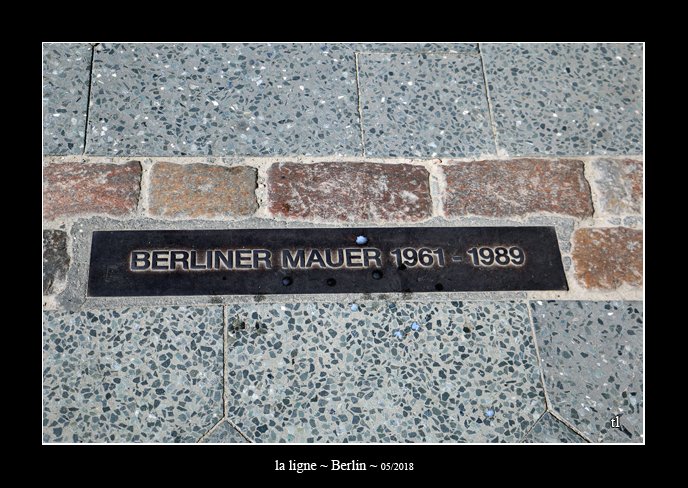 BERLINER MAUER 1961 - 1989
tl
la ligne ~ Berlin ~ 05/2018